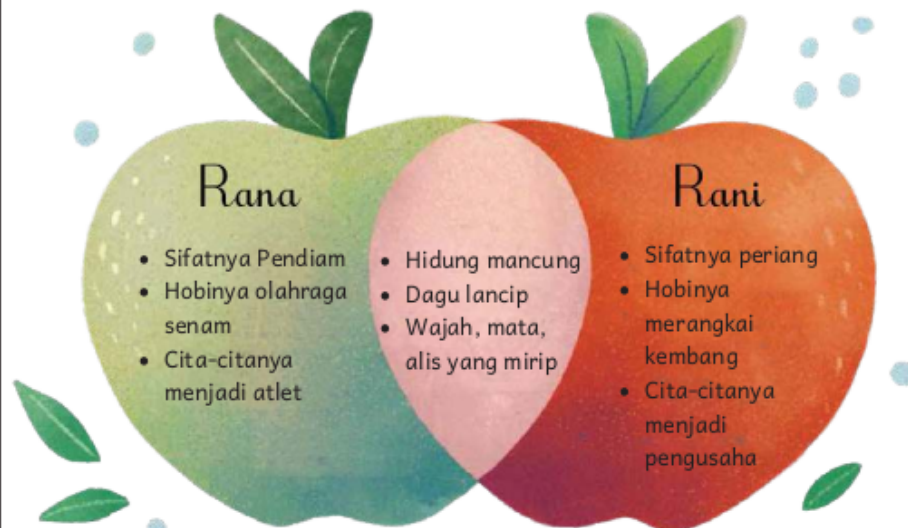 Rana
• Sifatnya Pendiam
• Hobinya olahraga
senam
• Cita-citanya
menjadi atlet
• Hidung mancung
• Dagu lancip
• Wajah, mata,
alis yang mirip
Rani
• Sifatnya periang
• Hobinya
merangkai
kembang
• Cita-citanya
menjadi
pengusaha